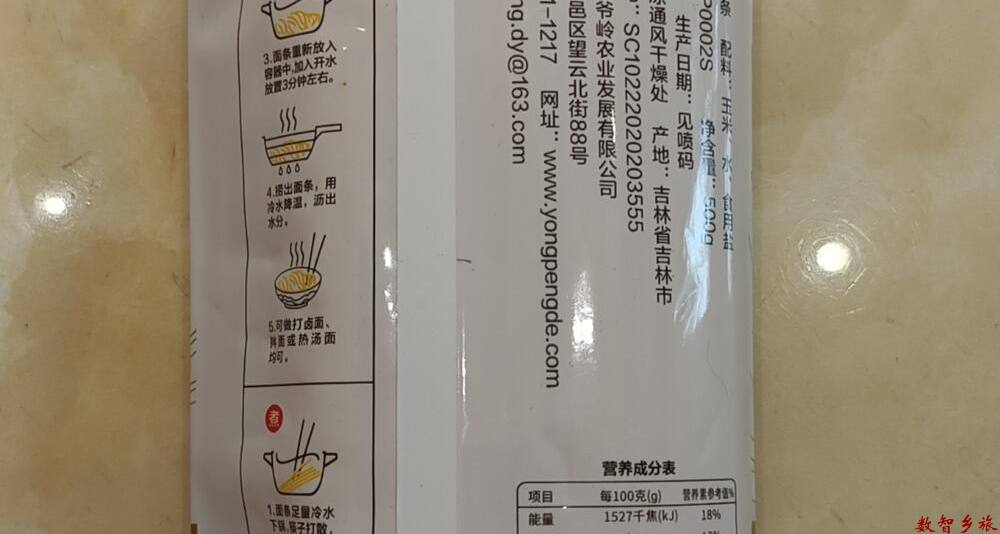 3.面条重新放入
容器中,加入开水
放置3分钟左右。
4.捞出面条，用
冷水降温，沥出
水分。
5.可做打卤面、
拌面或热汤面
均可。
煮
1.面条足量冷水
下锅,筷子打散,
条 配料：玉米、水、食用盐
P0002S 净含量：500g
生产日期：见喷码
通风干燥处 产地：吉林省吉林市
：SC10222020203555
爷岭农业发展有限公司
邑区望云北街88号
1-1217 网址：www.yongpengde.com
ng.dy@163.com
营养成分表
项目 每100克(g) 营养素参考值%
能量 1527千焦(kJ) 18%
数智乡旅